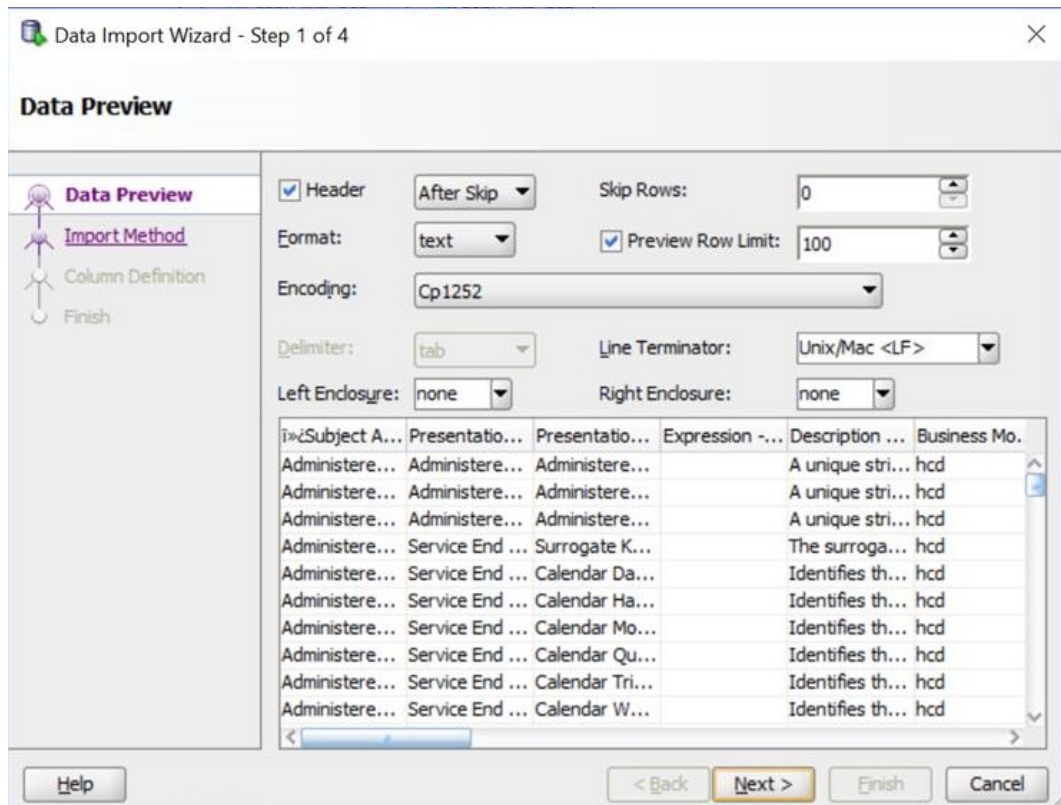 Data Import Wizard - Step 1 of 4
Data Preview
Data Preview
Import Method
Column Definition
Finish
Header After Skip Skip Rows: 0
Format: text Preview Row Limit: 100
Encoding: Cp1252
Delimiter: tab Line Terminator: Unix/Mac <LF>
Left Enclosure: none Right Enclosure: none
Subject A... Presentatio... Presentatio... Expression -... Description ... Business Mo...
Administere... Administere... Administere... A unique stri... hcd
Administere... Administere... Administere... A unique stri... hcd
Administere... Administere... Administere... A unique stri... hcd
Administere... Service End ... Surrogate K... The surroga... hcd
Administere... Service End ... Calendar Da... Identifies th... hcd
Administere... Service End ... Calendar Ha... Identifies th... hcd
Administere... Service End ... Calendar Mo... Identifies th... hcd
Administere... Service End ... Calendar Qu... Identifies th... hcd
Administere... Service End ... Calendar Tri... Identifies th... hcd
Administere... Service End ... Calendar W... Identifies th... hcd
Help < Back Next > Finish Cancel